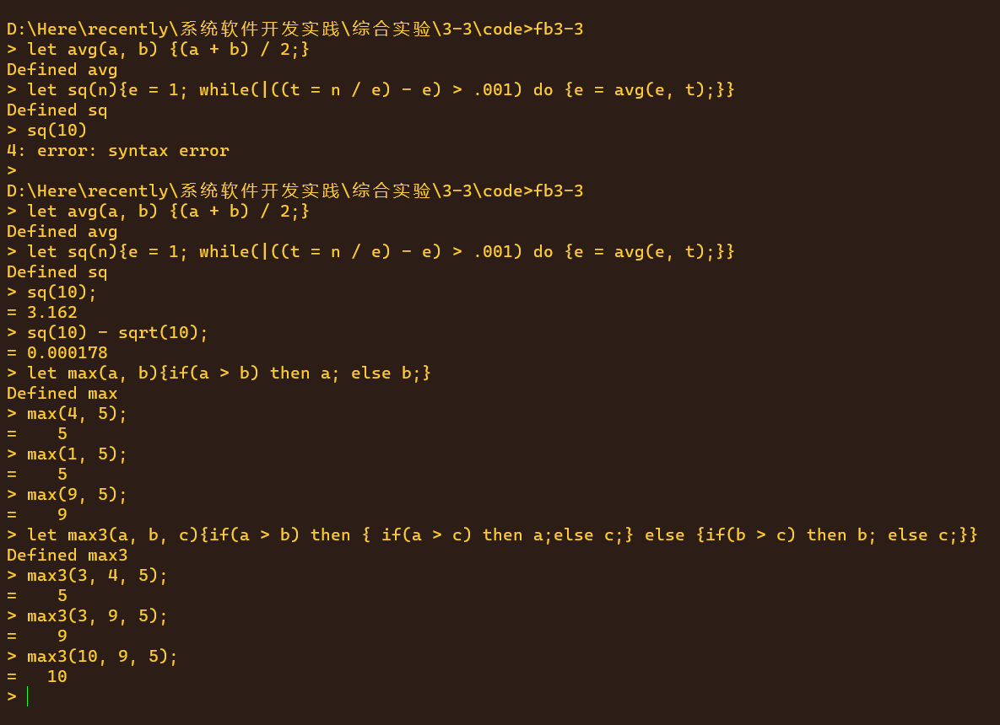 D:\Here\recently\系统软件开发实践\综合实验\3-3\code>fb3-3
> let avg(a, b) {(a + b) / 2;}
Defined avg
> let sq(n){e = 1; while(|((t = n / e) - e) > .001) do {e = avg(e, t);}}
Defined sq
> sq(10)
4: error: syntax error
>
D:\Here\recently\系统软件开发实践\综合实验\3-3\code>fb3-3
> let avg(a, b) {(a + b) / 2;}
Defined avg
> let sq(n){e = 1; while(|((t = n / e) - e) > .001) do {e = avg(e, t);}}
Defined sq
> sq(10);
= 3.162
> sq(10) - sqrt(10);
= 0.000178
> let max(a, b){if(a > b) then a; else b;}
Defined max
> max(4, 5);
=    5
> max(1, 5);
=    5
> max(9, 5);
=    9
> let max3(a, b, c){if(a > b) then { if(a > c) then a;else c;} else {if(b > c) then b; else c;}}
Defined max3
> max3(3, 4, 5);
=    5
> max3(3, 9, 5);
=    9
> max3(10, 9, 5);
=   10
>